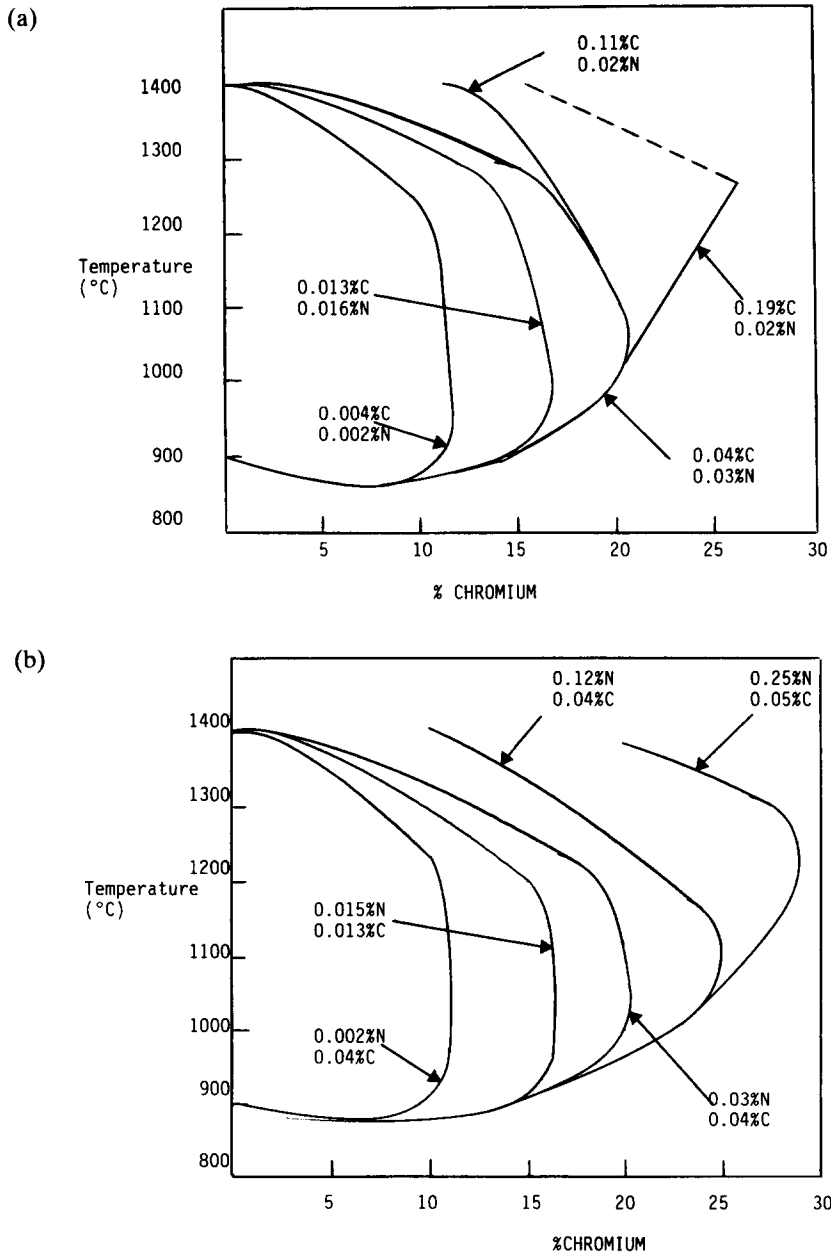 (a)
0.11%C
0.02%N
1400
1300
1200
Temperature
(°C)
0.013%C
0.016%N
0.19%C
0.02%N
1100
1000
0.004%C
0.002%N
0.04%C
0.03%N
900
800
5 10 15 20 25 30
% CHROMIUM
(b)
0.12%N
0.04%C
0.25%N
0.05%C
1400
1300
1200
Temperature
(°C)
0.015%N
0.013%C
1100
1000
0.002%N
0.04%C
0.03%N
0.04%C
900
800
5 10 15 20 25 30
%CHROMIUM